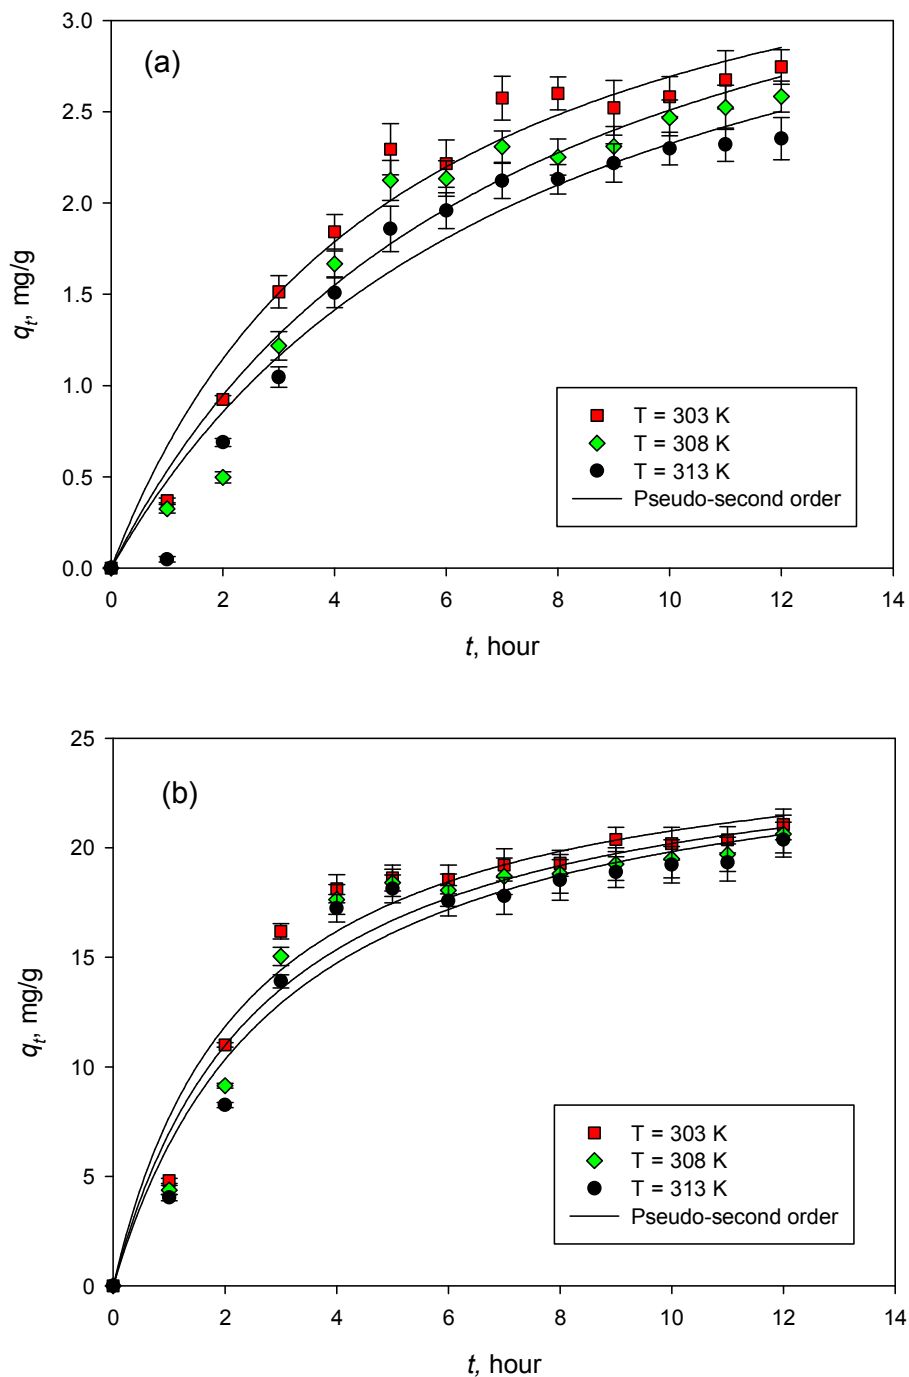 3.0
(a)
2.5
2.0
1.5
1.0
0.5
0.0
qt, mg/g
T = 303 K
T = 308 K
T = 313 K
Pseudo-second order
0 2 4 6 8 10 12 14
t, hour
25
(b)
20
15
10
5
0
qt, mg/g
T = 303 K
T = 308 K
T = 313 K
Pseudo-second order
0 2 4 6 8 10 12 14
t, hour